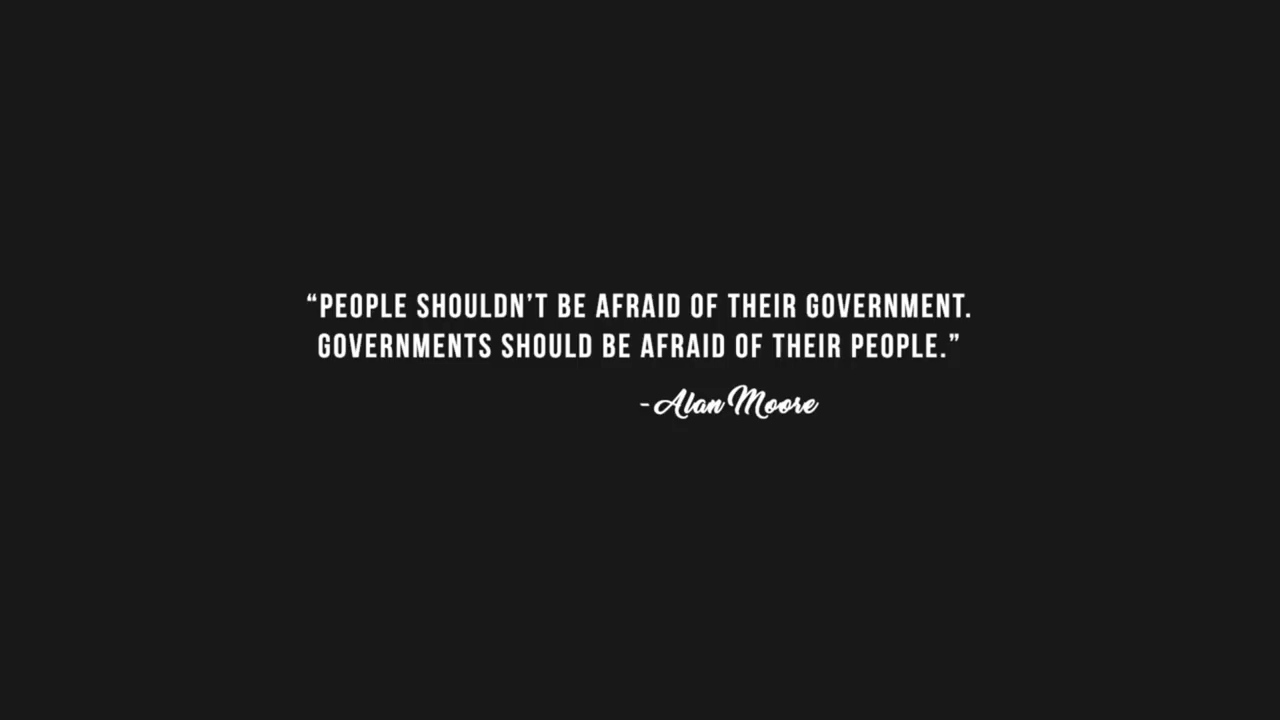 “PEOPLE SHOULDN’T BE AFRAID OF THEIR GOVERNMENT.
GOVERNMENTS SHOULD BE AFRAID OF THEIR PEOPLE.”
-Alan Moore